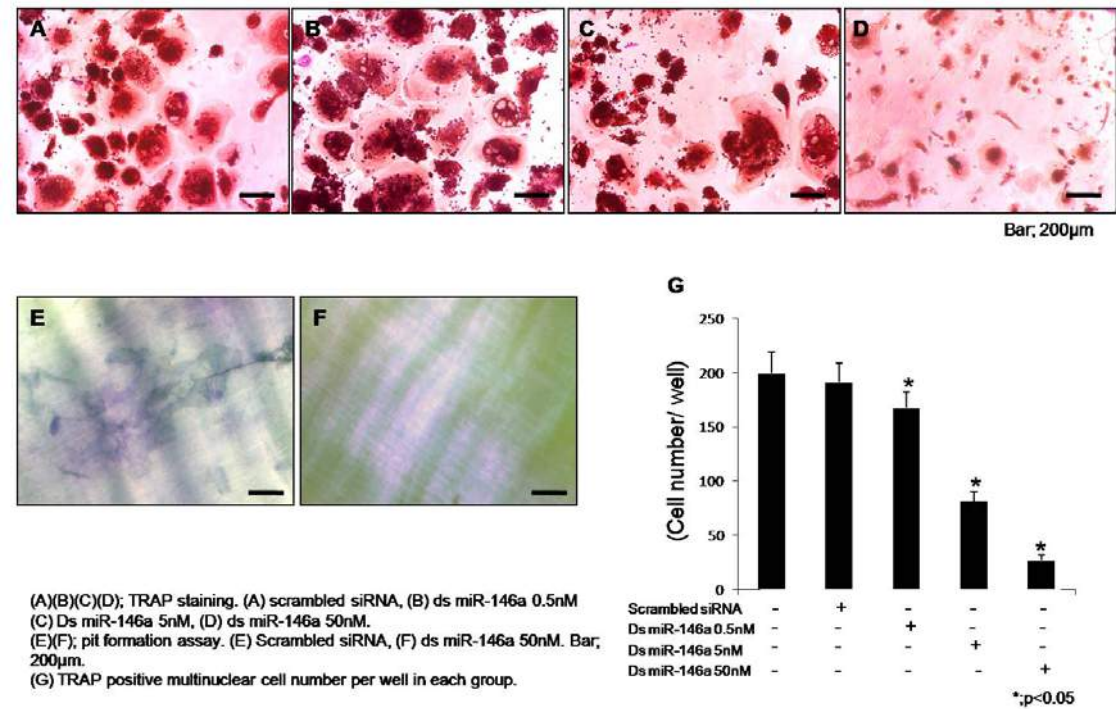 A
B
C
D
Bar; 200µm
E
F
G
(Cell number/ well)
250
200
150
100
50
0
*
*
*
Scrambled siRNA - + - - -
Ds miR-146a 0.5nM - - + - -
Ds miR-146a 5nM - - - + -
Ds miR-146a 50nM - - - - +
*;p<0.05
(A)(B)(C)(D); TRAP staining. (A) scrambled siRNA, (B) ds miR-146a 0.5nM
(C) Ds miR-146a 5nM, (D) ds miR-146a 50nM.
(E)(F); pit formation assay. (E) Scrambled siRNA, (F) ds miR-146a 50nM. Bar;
200µm.
(G) TRAP positive multinuclear cell number per well in each group.